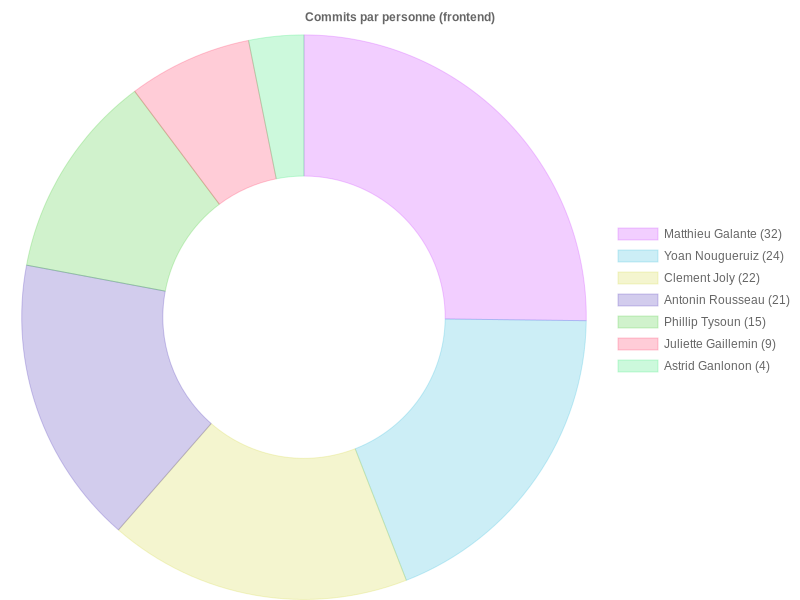 Commits par personne (frontend)
Matthieu Galante (32)
Yoan Nougueruiz (24)
Clement Joly (22)
Antonin Rousseau (21)
Phillip Tysoun (15)
Juliette Gaillemin (9)
Astrid Ganlonon (4)